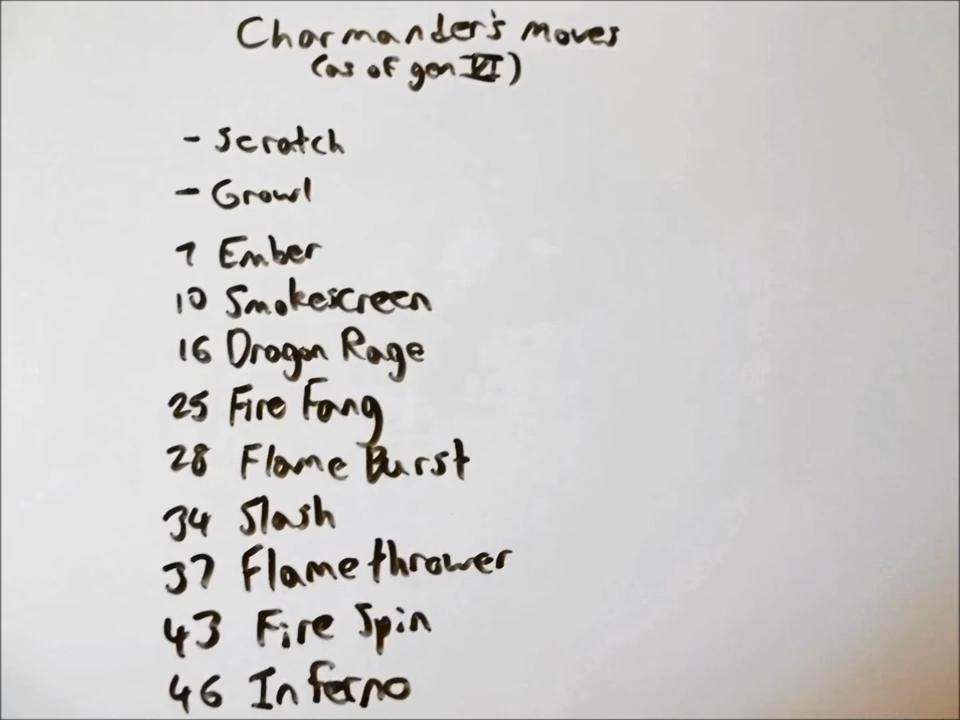 Charmander's moves
(as of gen VI)
- Scratch
- Growl
7 Ember
10 Smokescreen
16 Dragon Rage
25 Fire Fang
28 Flame Burst
34 Slash
37 Flamethrower
43 Fire Spin
46 Inferno